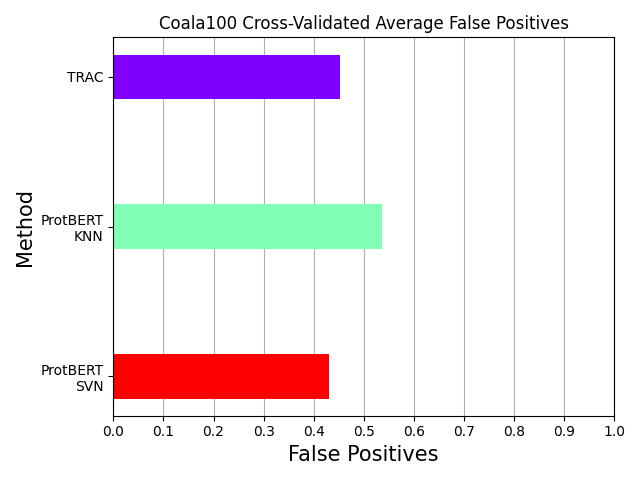 Coala100 Cross-Validated Average False Positives
TRAC
ProtBERT
KNN
ProtBERT
SVN
Method
0.0 0.1 0.2 0.3 0.4 0.5 0.6 0.7 0.8 0.9 1.0
False Positives